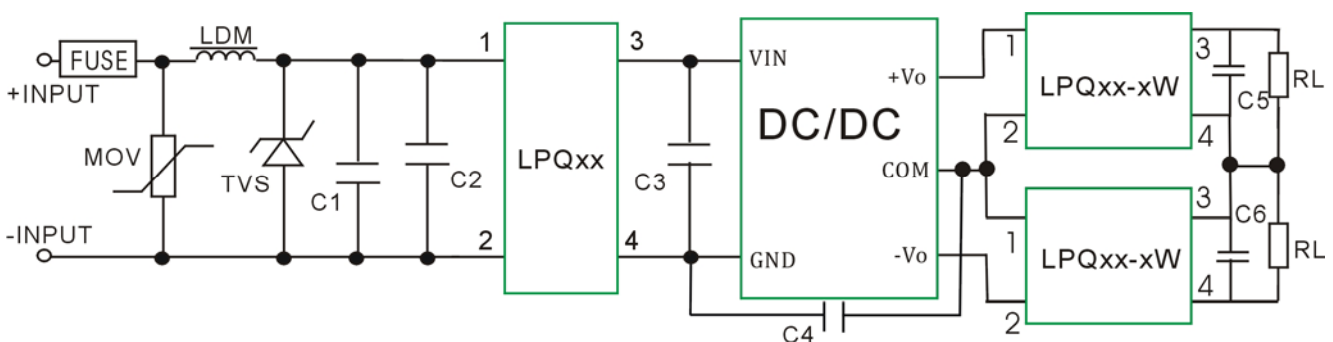 FUSE
LDM
+INPUT
MOV
TVS
C1
C2
-INPUT
1
2
LPQxx
3
4
C3
VIN
+Vo
DC/DC
COM
GND
-Vo
C4
1
2
LPQxx-xW
3
4
C5
RL
1
2
LPQxx-xW
3
4
C6
RL